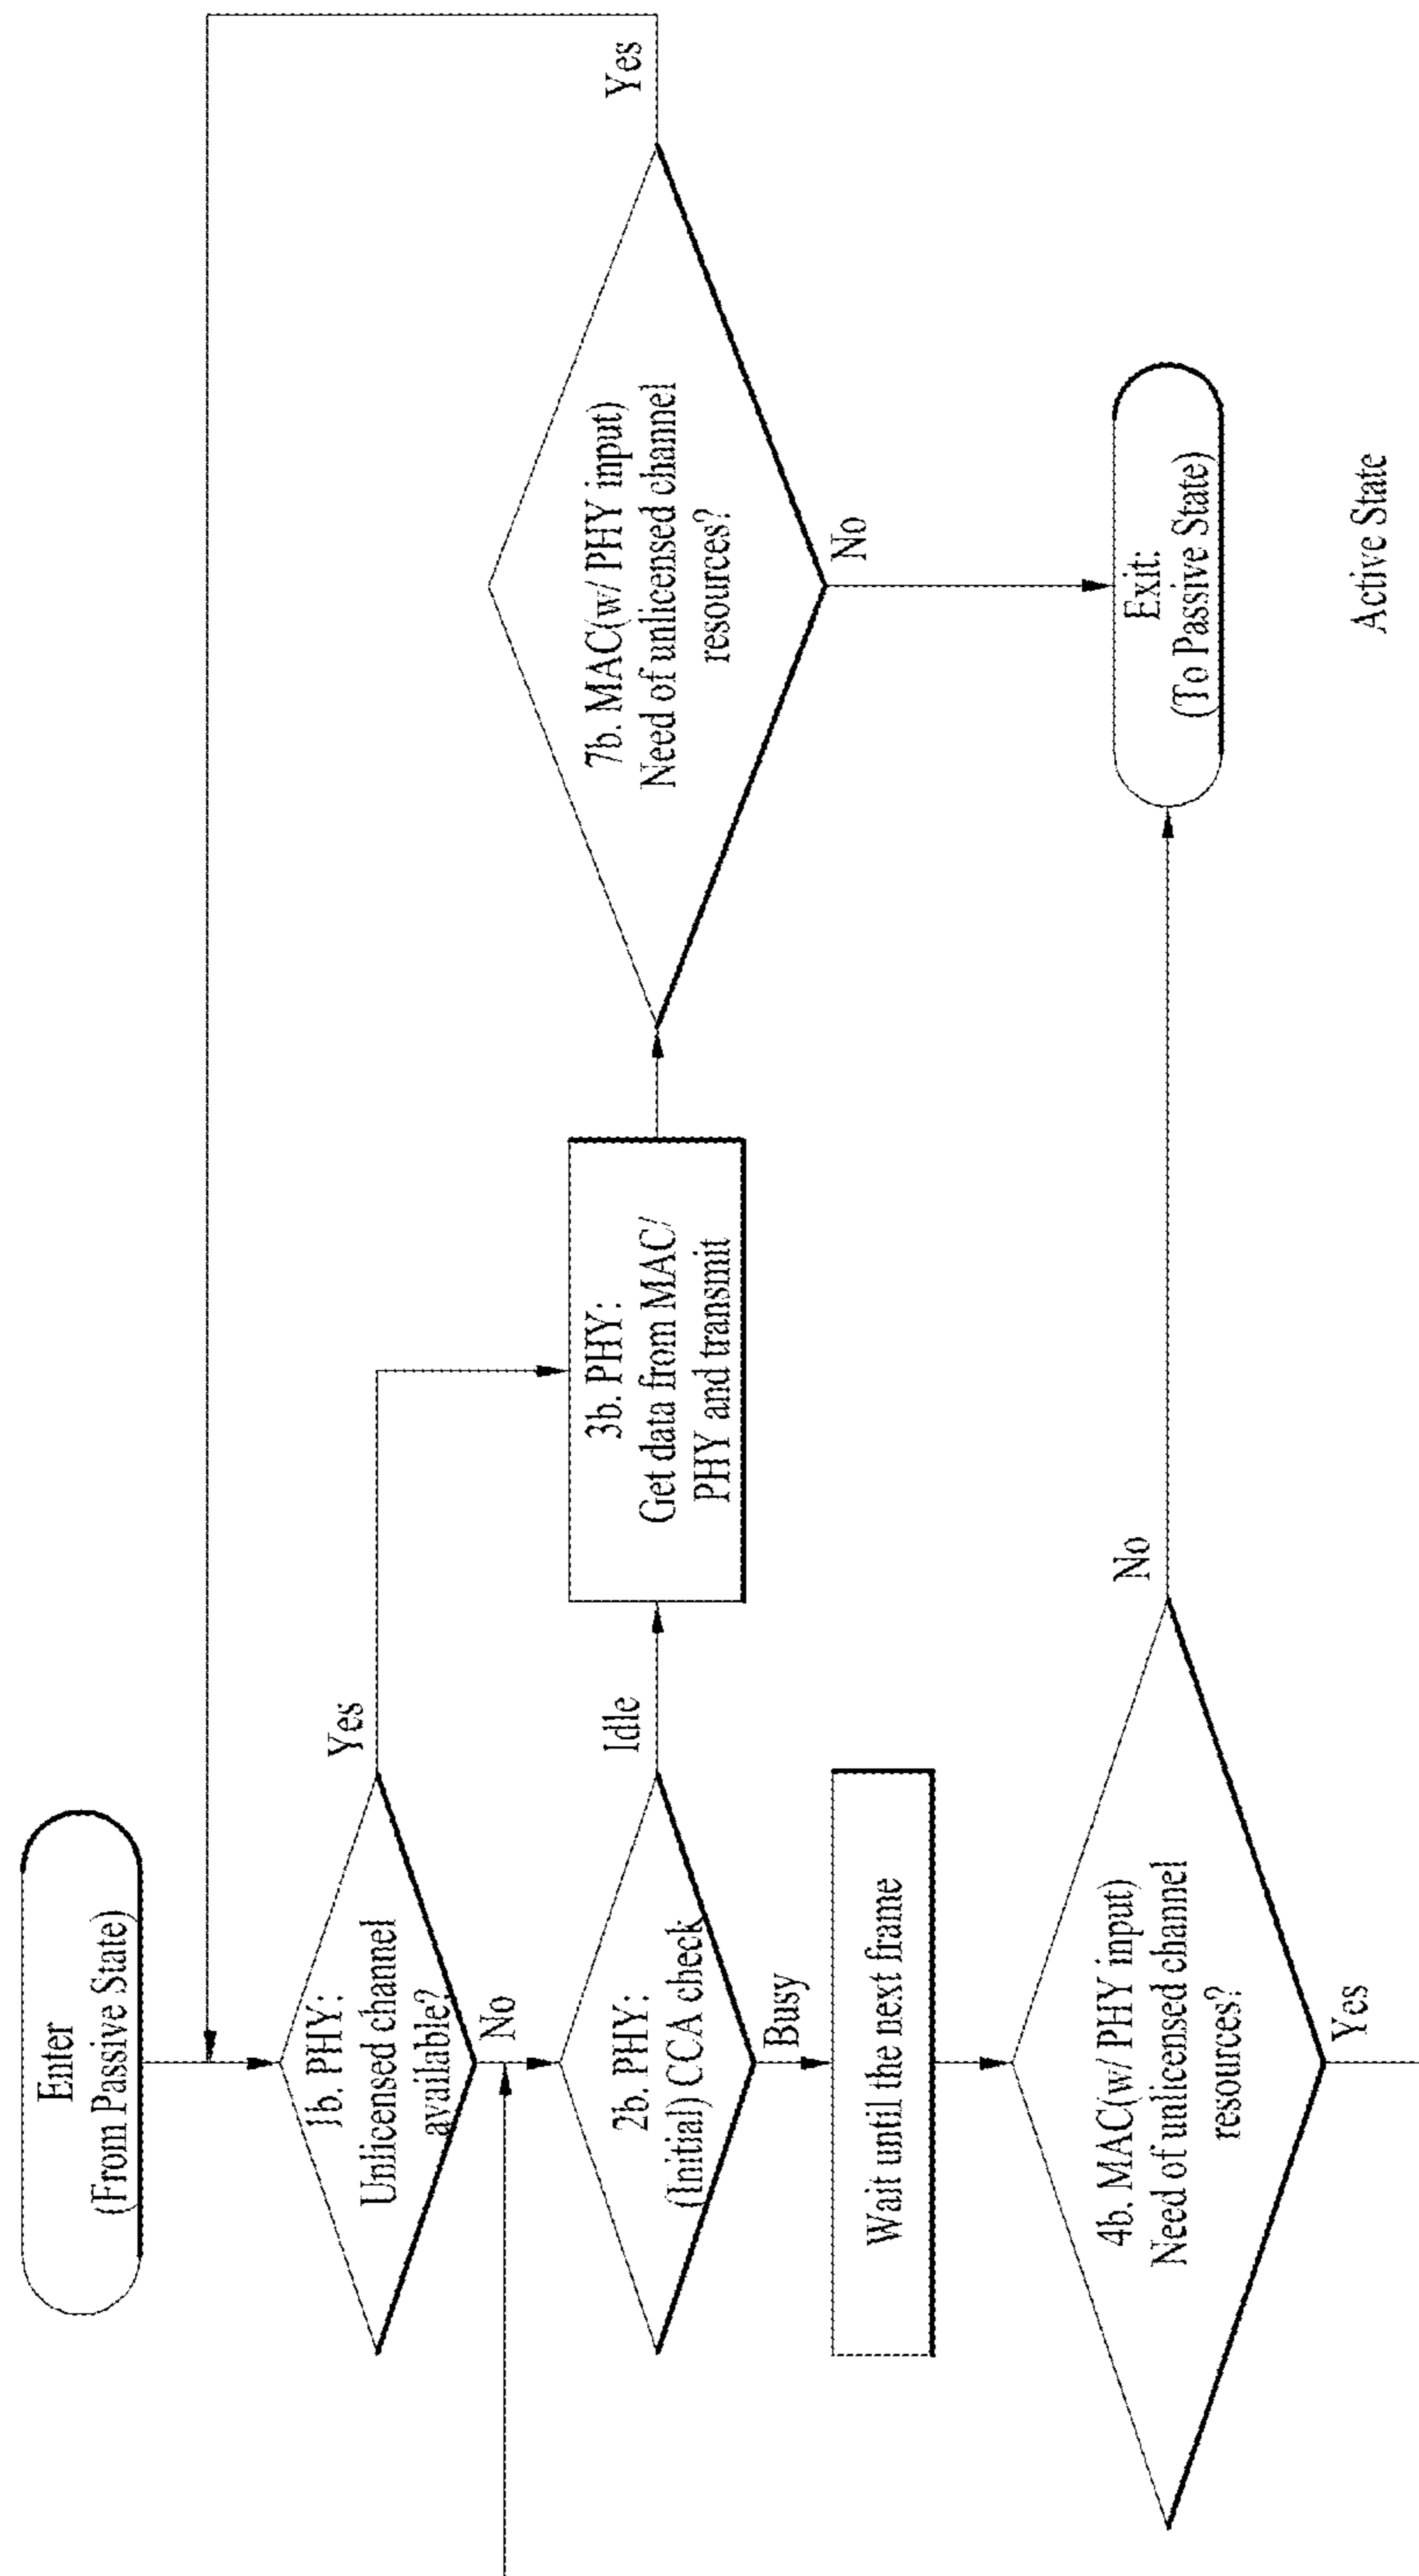 Enter
(From Passive State)
1b. PHY:
Unlicensed channel
available?
Yes
No
2b. PHY:
(Initial) CCA check
Idle
Busy
3b. PHY:
Get data from MAC/
PHY and transmit
7b. MAC(w/ PHY input)
Need of unlicensed channel
resources?
Yes
No
Wait until the next frame
4b. MAC(w/ PHY input)
Need of unlicensed channel
resources?
No
Yes
Exit:
(To Passive State)
Active State